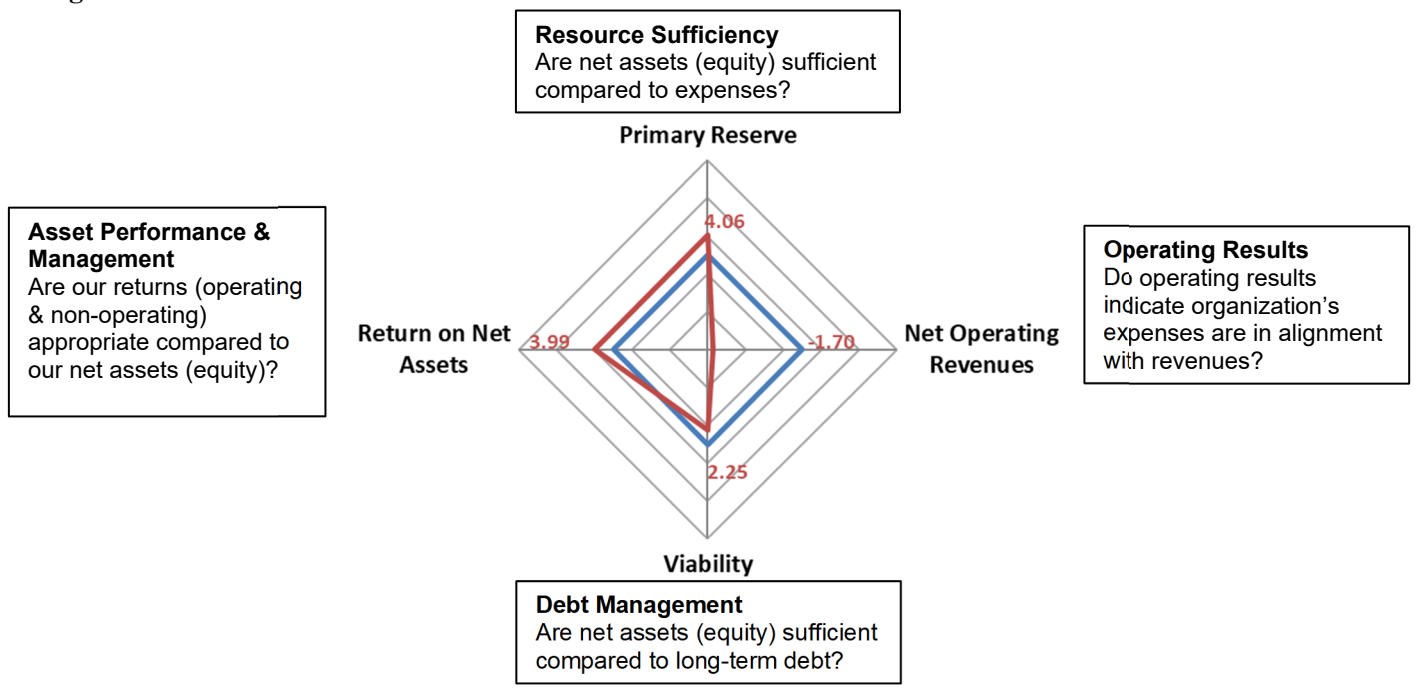 Resource Sufficiency
Are net assets (equity) sufficient
compared to expenses?
Primary Reserve
4.06
Asset Performance &
Management
Are our returns (operating
& non-operating)
appropriate compared to
our net assets (equity)?
Return on Net
Assets
3.99
-1.70
Net Operating
Revenues
Operating Results
Do operating results
indicate organization's
expenses are in alignment
with revenues?
2.25
Viability
Debt Management
Are net assets (equity) sufficient
compared to long-term debt?